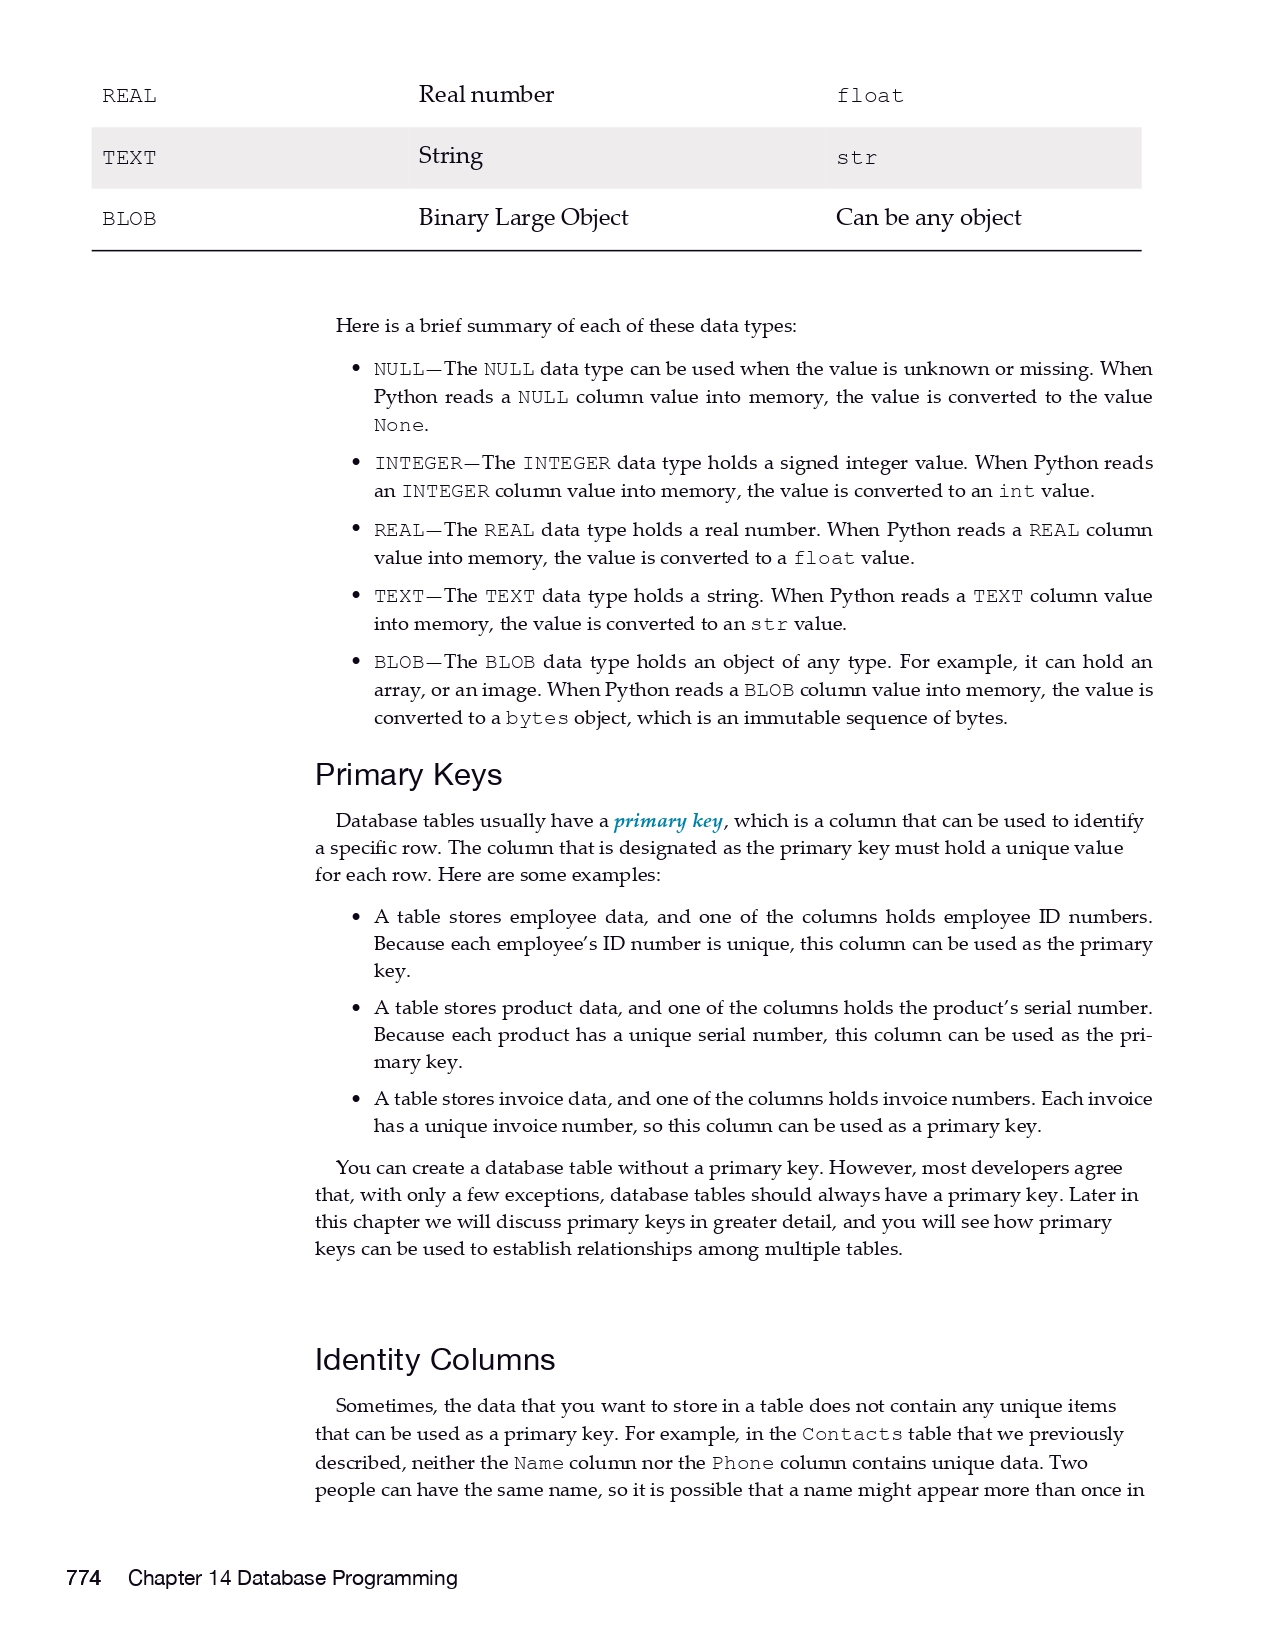 REAL Real number float
TEXT String str
BLOB Binary Large Object Can be any object
Here is a brief summary of each of these data types:
• NULL—The NULL data type can be used when the value is unknown or missing. When
Python reads a NULL column value into memory, the value is converted to the value
None.
• INTEGER—The INTEGER data type holds a signed integer value. When Python reads
an INTEGER column value into memory, the value is converted to an int value.
• REAL—The REAL data type holds a real number. When Python reads a REAL column
value into memory, the value is converted to a float value.
• TEXT—The TEXT data type holds a string. When Python reads a TEXT column value
into memory, the value is converted to an str value.
• BLOB—The BLOB data type holds an object of any type. For example, it can hold an
array, or an image. When Python reads a BLOB column value into memory, the value is
converted to a bytes object, which is an immutable sequence of bytes.
Primary Keys
Database tables usually have a primary key, which is a column that can be used to identify
a specific row. The column that is designated as the primary key must hold a unique value
for each row. Here are some examples:
• A table stores employee data, and one of the columns holds employee ID numbers.
Because each employee’s ID number is unique, this column can be used as the primary
key.
• A table stores product data, and one of the columns holds the product’s serial number.
Because each product has a unique serial number, this column can be used as the pri-
mary key.
• A table stores invoice data, and one of the columns holds invoice numbers. Each invoice
has a unique invoice number, so this column can be used as a primary key.
You can create a database table without a primary key. However, most developers agree
that, with only a few exceptions, database tables should always have a primary key. Later in
this chapter we will discuss primary keys in greater detail, and you will see how primary
keys can be used to establish relationships among multiple tables.
Identity Columns
Sometimes, the data that you want to store in a table does not contain any unique items
that can be used as a primary key. For example, in the Contacts table that we previously
described, neither the Name column nor the Phone column contains unique data. Two
people can have the same name, so it is possible that a name might appear more than once in
774 Chapter 14 Database Programming